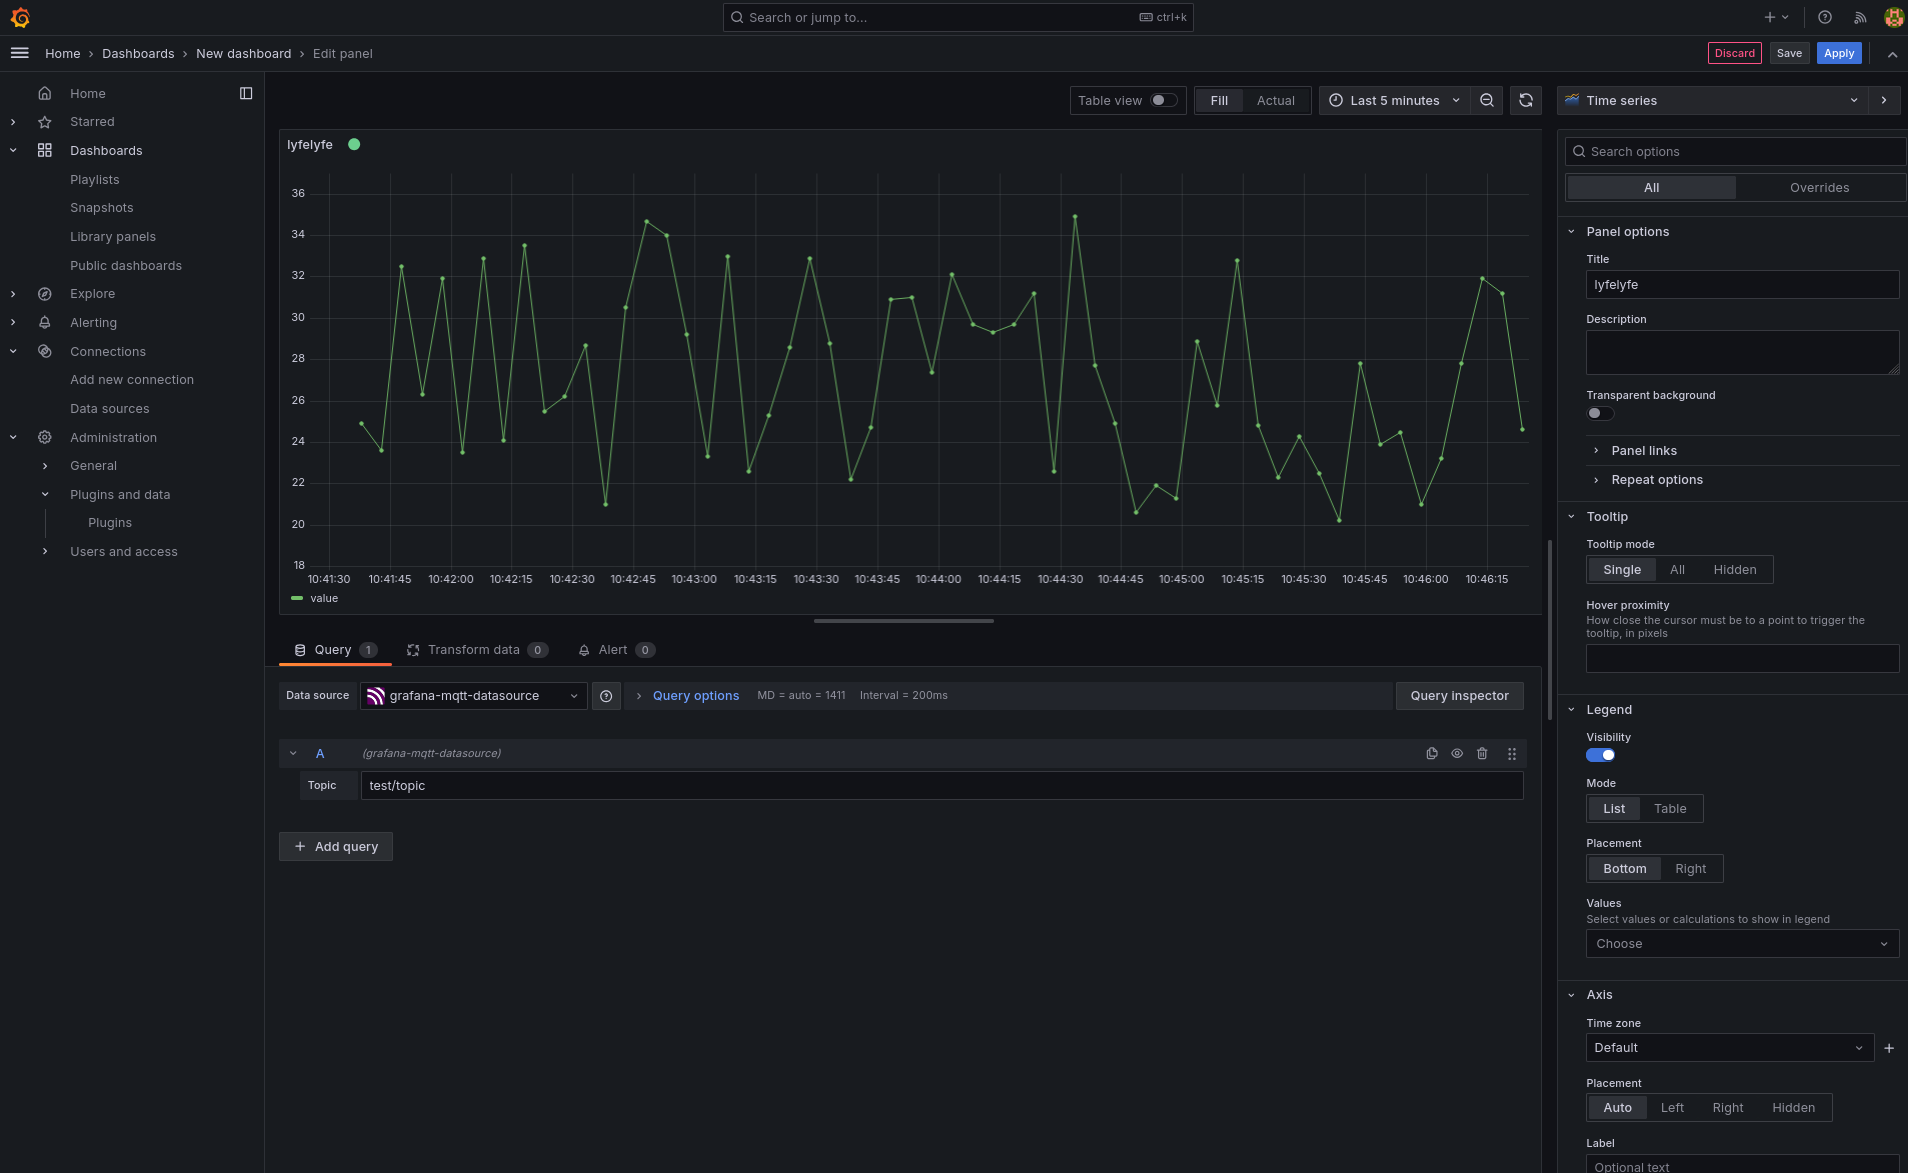 Search or jump to...
ctrl+k
Home
Dashboards
New dashboard
Edit panel
Discard
Save
Apply
Home
Starred
Dashboards
Playlists
Snapshots
Library panels
Public dashboards
Explore
Alerting
Connections
Add new connection
Data sources
Administration
General
Plugins and data
Plugins
Users and access
Table view
Fill
Actual
Last 5 minutes
lyfelyfe
36
34
32
30
28
26
24
22
20
18
10:41:30 10:41:45 10:42:00 10:42:15 10:42:30 10:42:45 10:43:00 10:43:15 10:43:30 10:43:45 10:44:00 10:44:15 10:44:30 10:44:45 10:45:00 10:45:15 10:45:30 10:45:45 10:46:00 10:46:15
value
Query 1
Transform data 0
Alert 0
Data source
grafana-mqtt-datasource
Query options
MD = auto = 1411
Interval = 200ms
Query inspector
A
(grafana-mqtt-datasource)
Topic
test/topic
Add query
Time series
Search options
All
Overrides
Panel options
Title
lyfelyfe
Description
Transparent background
Panel links
Repeat options
Tooltip
Tooltip mode
Single
All
Hidden
Hover proximity
How close the cursor must be to a point to trigger the
tooltip, in pixels
Legend
Visibility
Mode
List
Table
Placement
Bottom
Right
Values
Select values or calculations to show in legend
Choose
Axis
Time zone
Default
Placement
Auto
Left
Right
Hidden
Label
Optional text